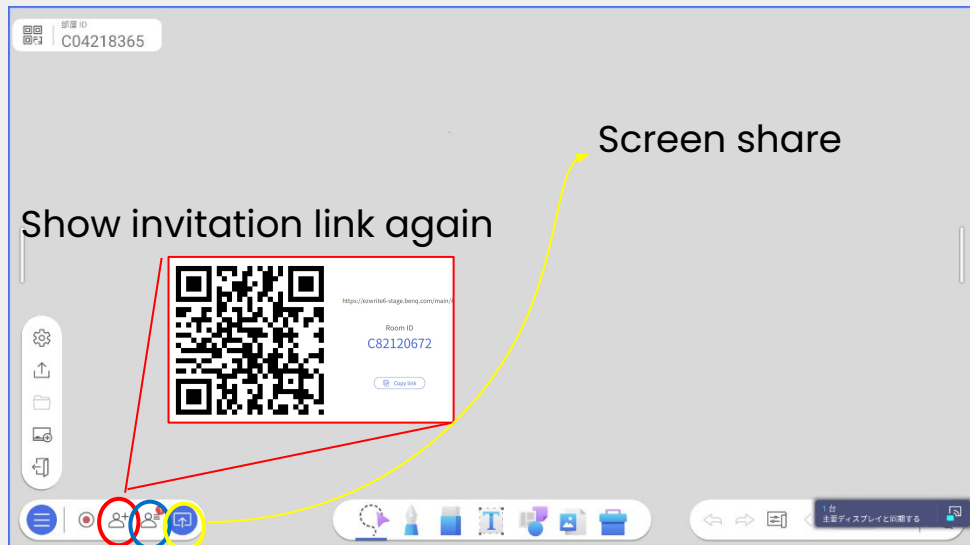 部屋 ID
C04218365
Screen share
Show invitation link again
https://ezwrite6-stage.benq.com/main/
Room ID
C82120672
Copy link
1 台
主要ディスプレイと同期する